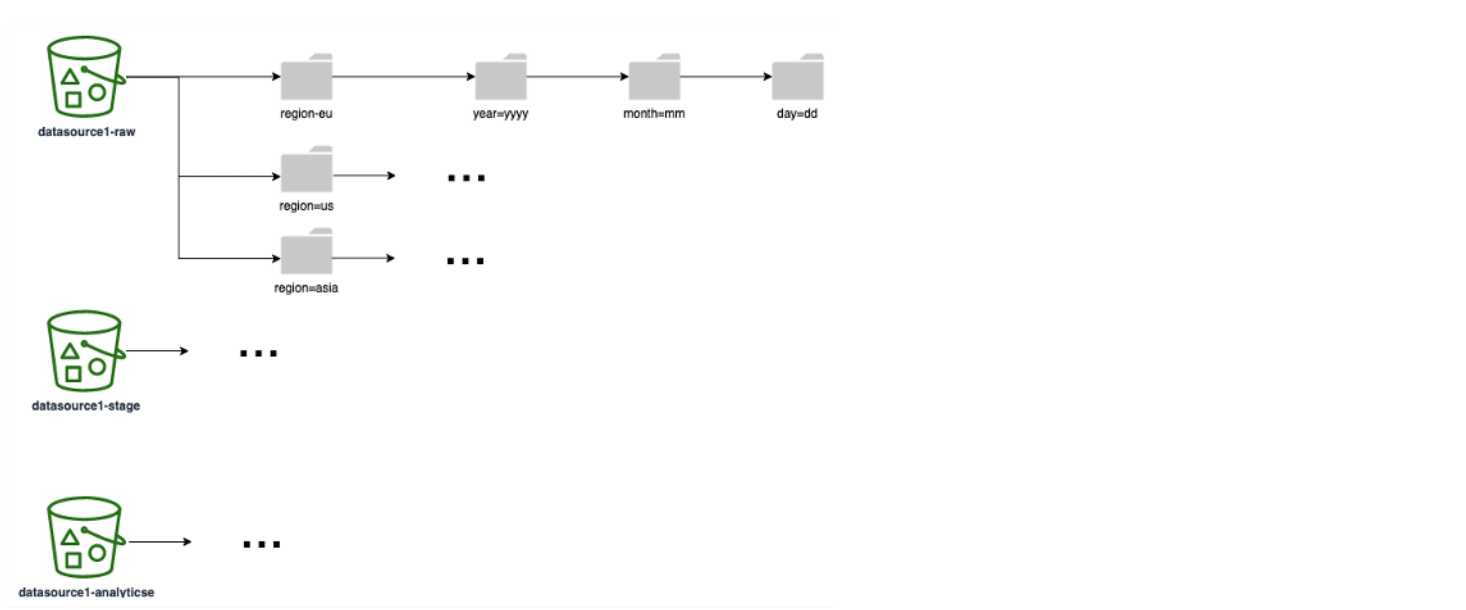 region-eu
year=yyyy
month=mm
day=dd
datasource1-raw
...
region=us
...
region=asia
...
datasource1-stage
...
datasource1-analyticse